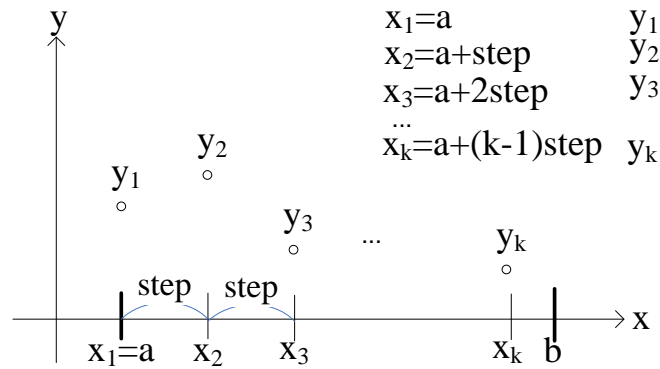 y
x₁=a y₁
x₂=a+step y₂
x₃=a+2step y₃
...
xₖ=a+(k-1)step yₖ
y₂
y₁
y₃ ... yₖ
step step
x
x₁=a x₂ x₃ xₖ b